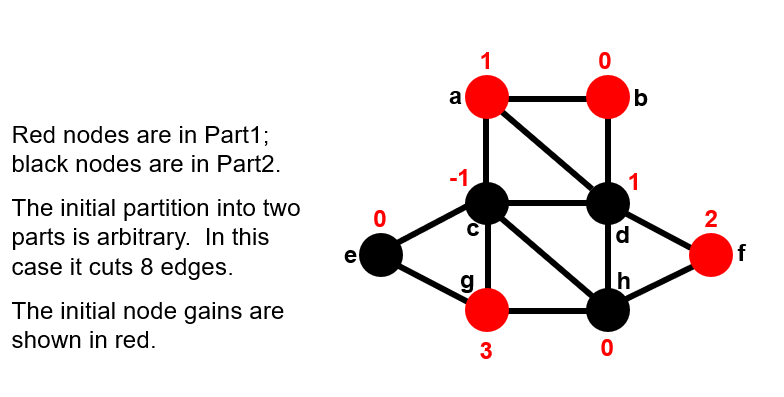 Red nodes are in Part1;
black nodes are in Part2.
The initial partition into two
parts is arbitrary.  In this
case it cuts 8 edges.
The initial node gains are
shown in red.
1 0
a b
-1 1
c d
0 2
e f
g h
3 0